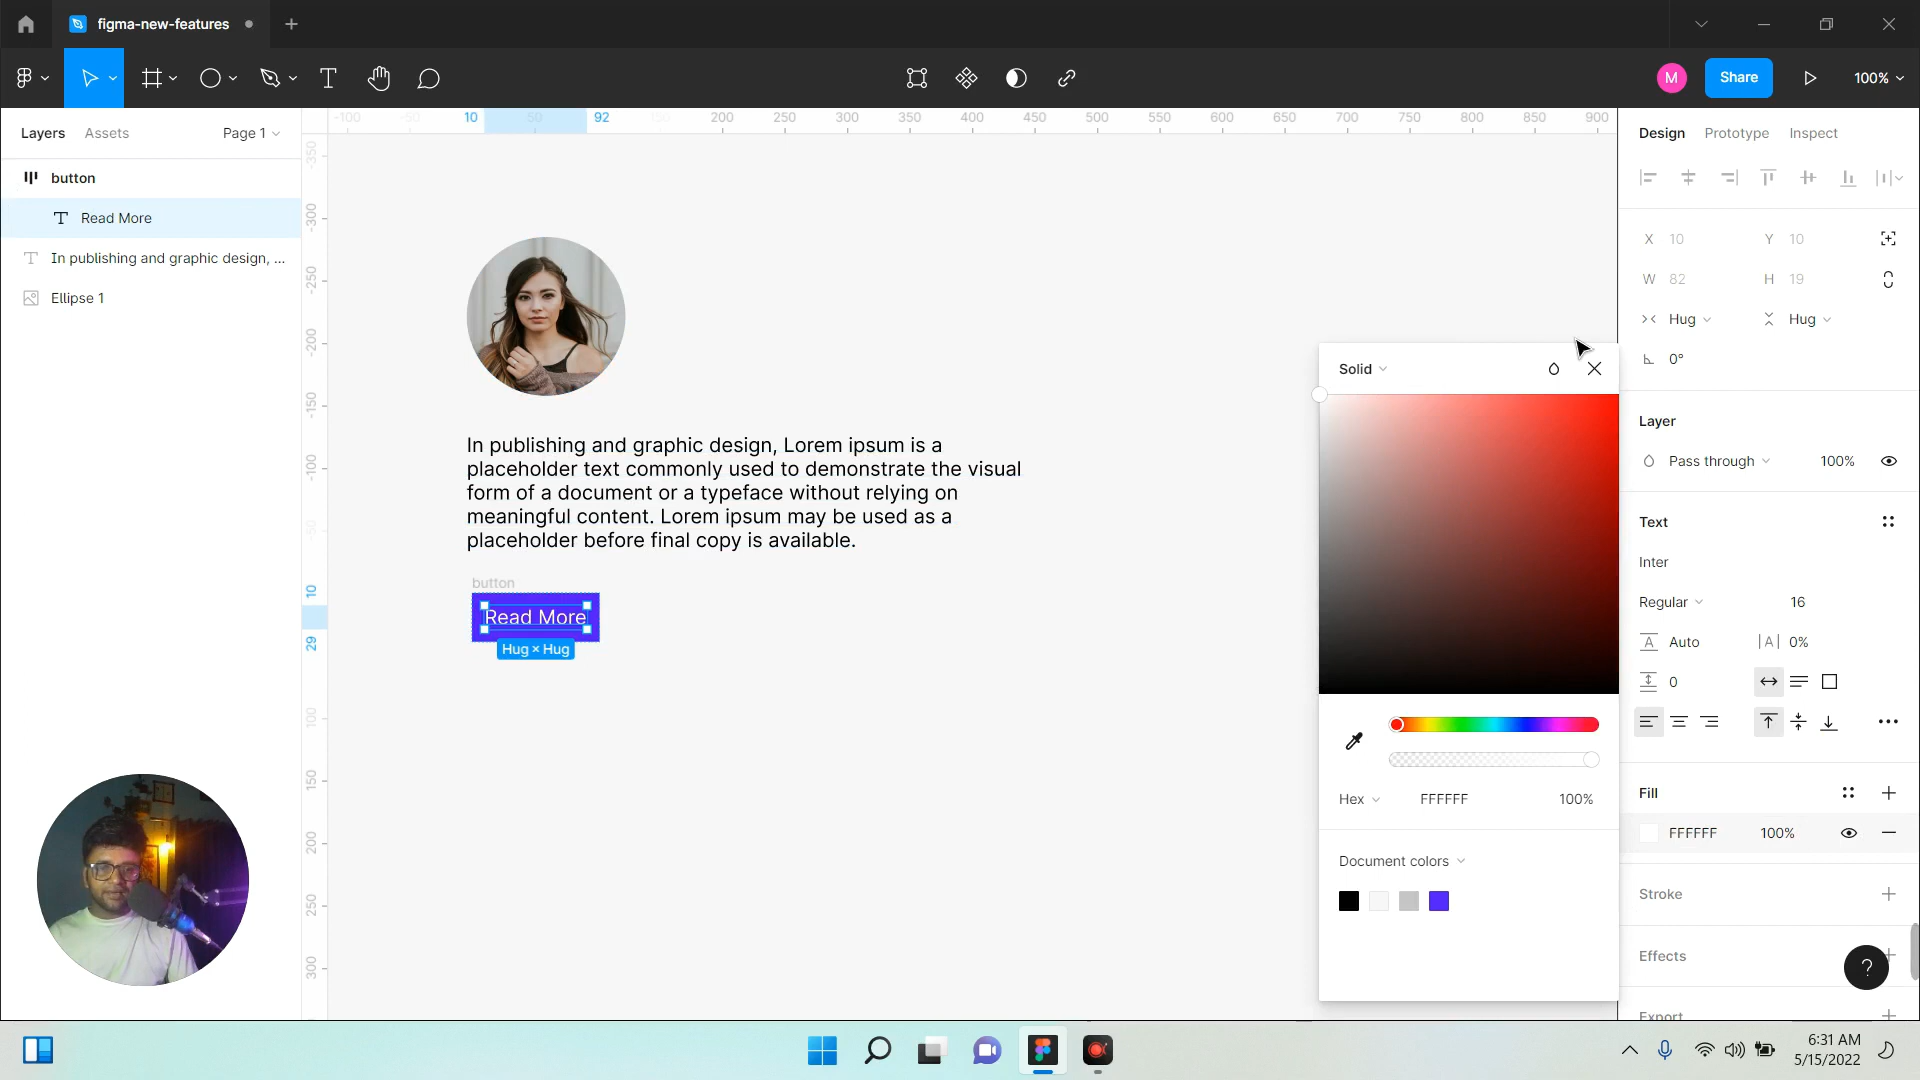 figma-new-features
M
Share
100%
Layers
Assets
Page 1
button
Read More
In publishing and graphic design, ...
Ellipse 1
-100
-50
10
50
92
150
200
250
300
350
400
450
500
550
600
650
700
750
800
850
900
-350
-300
-250
-200
-150
-100
-50
10
29
100
150
200
250
300
In publishing and graphic design, Lorem ipsum is a
placeholder text commonly used to demonstrate the visual
form of a document or a typeface without relying on
meaningful content. Lorem ipsum may be used as a
placeholder before final copy is available.
button
Read More
Hug × Hug
Solid
Hex
FFFFFF
100%
Document colors
Design
Prototype
Inspect
X 10
Y 10
W 82
H 19
Hug
Hug
0°
Layer
Pass through
100%
Text
Inter
Regular
16
A Auto
|A| 0%
0
Fill
FFFFFF
100%
Stroke
Effects
?
Export
6:31 AM
5/15/2022